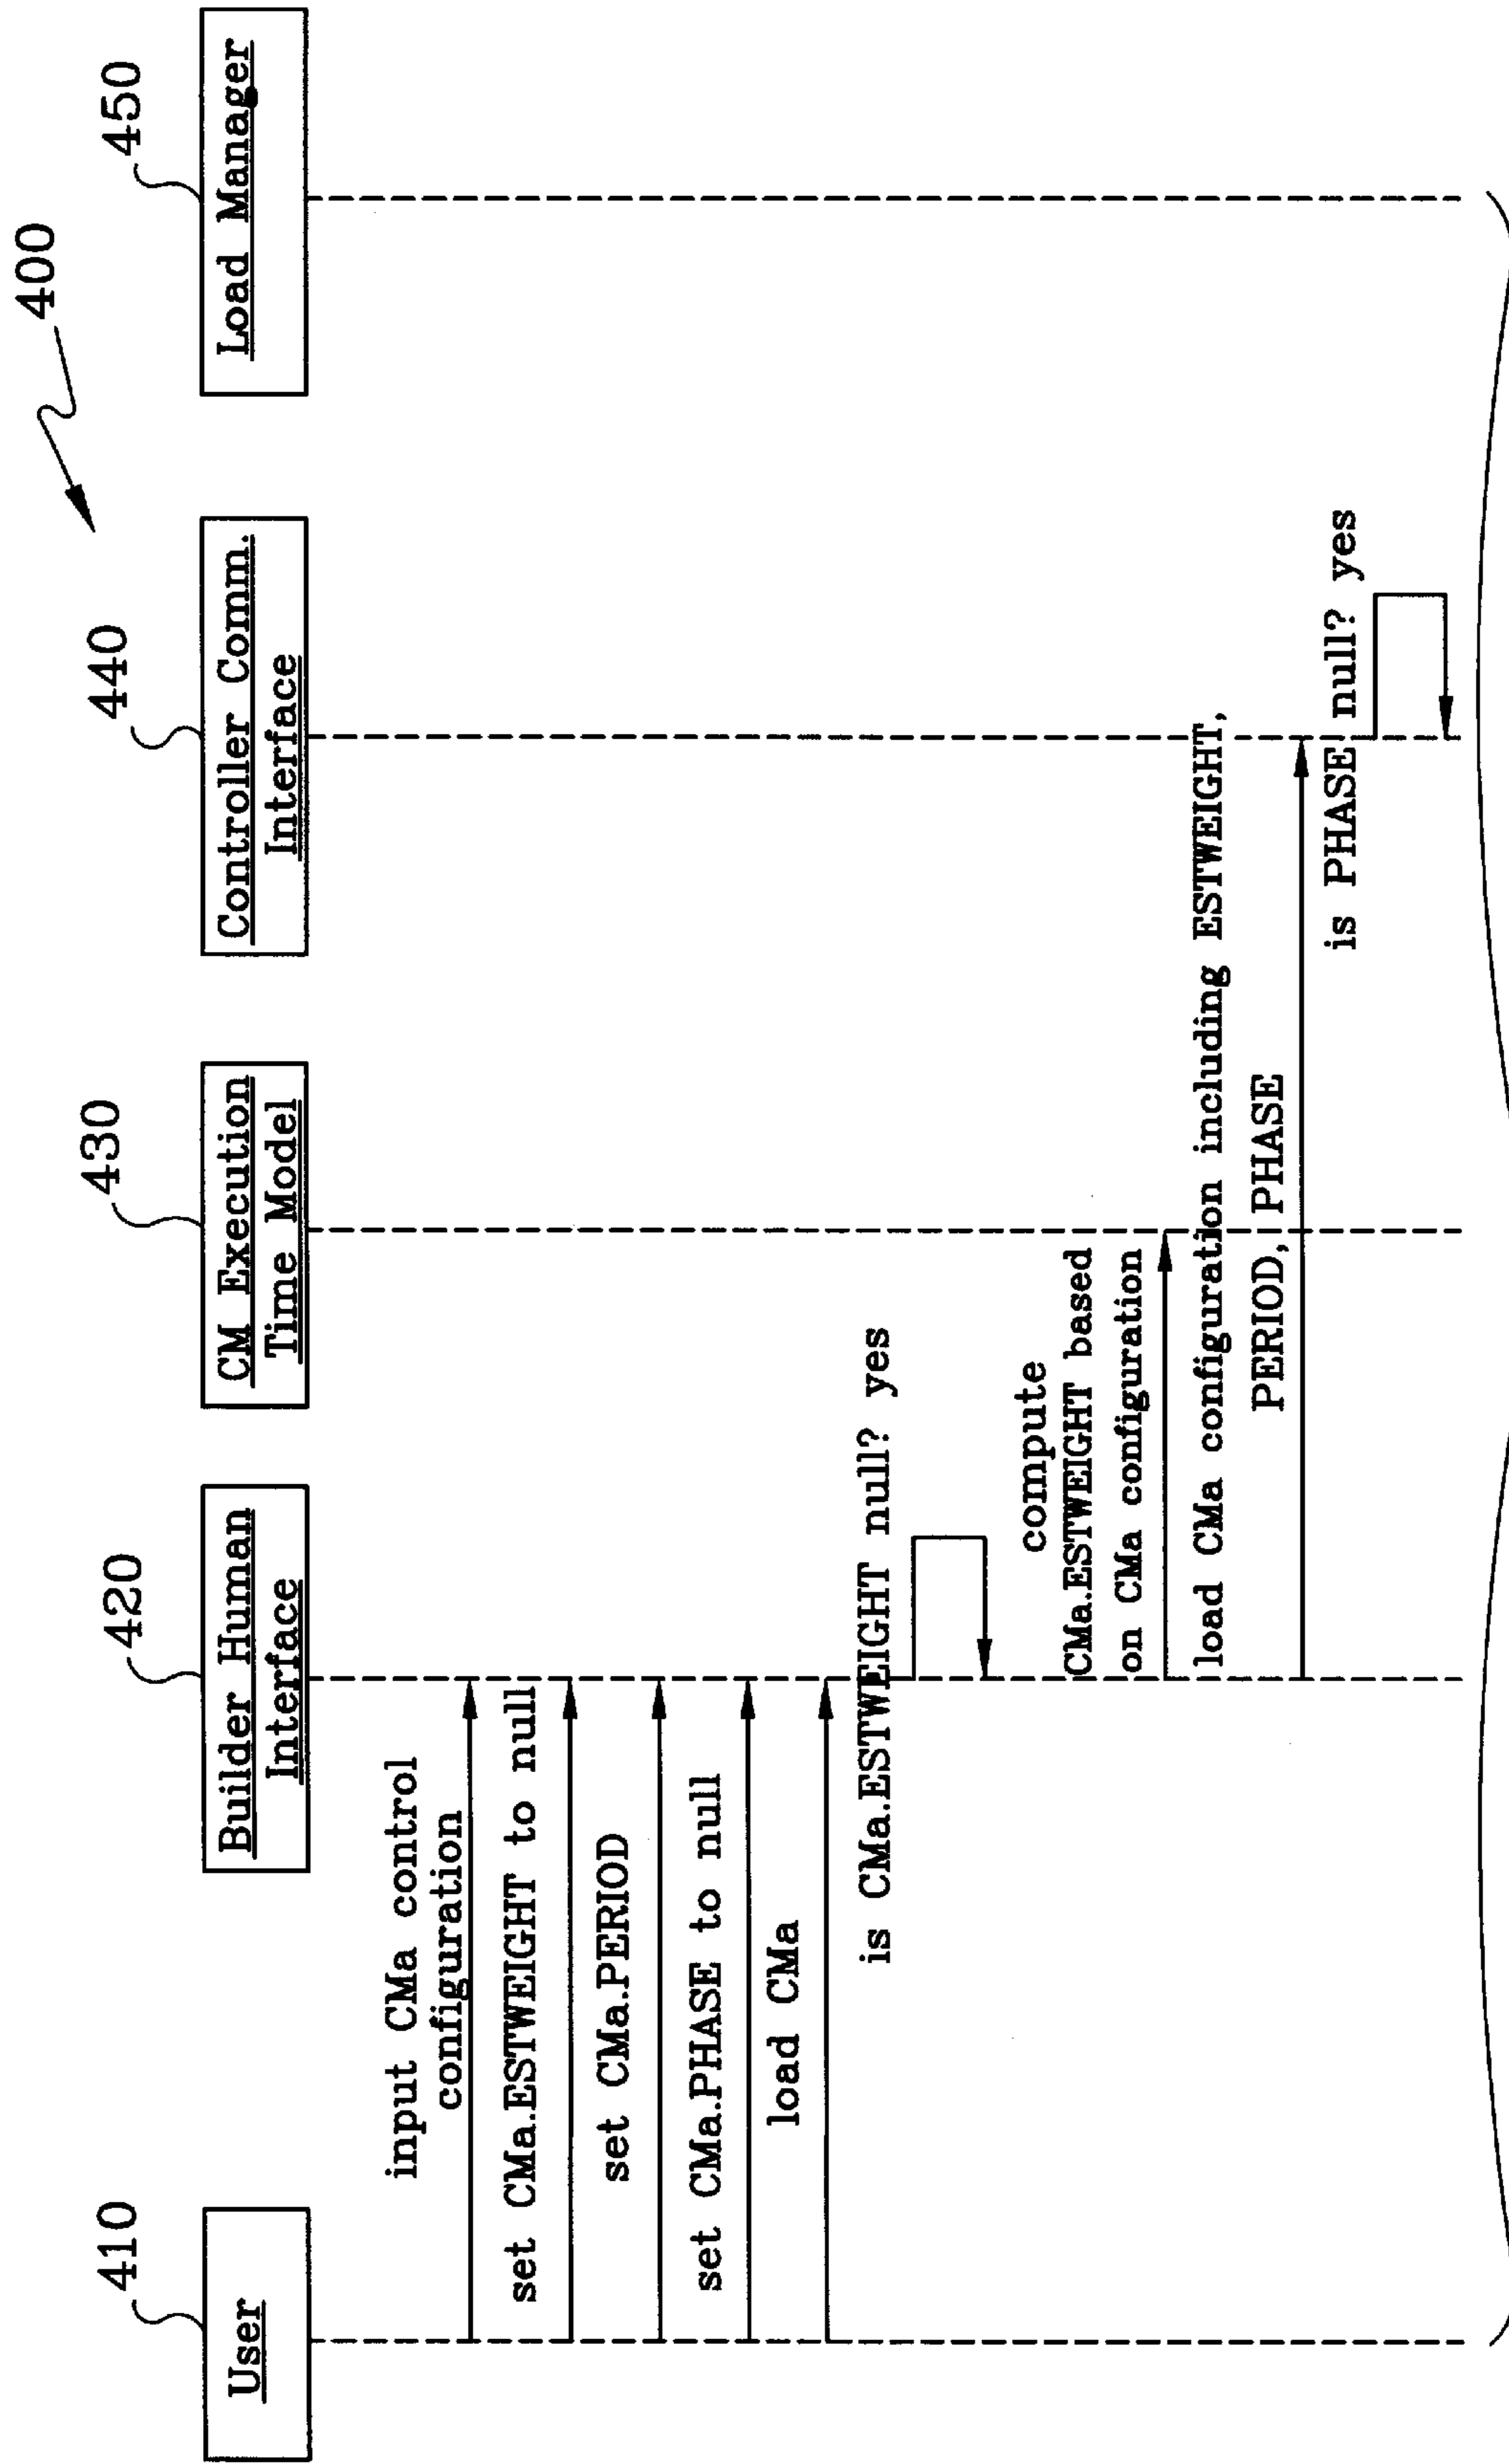 400
410
User
420
Builder Human
Interface
430
CM Execution
Time Model
440
Controller Comm.
Interface
450
Load Manager
input CMa control
configuration
set CMa.ESTWEIGHT to null
set CMa.PERIOD
set CMa.PHASE to null
load CMa
is CMa.ESTWEIGHT null? yes
compute
CMa.ESTWEIGHT based
on CMa configuration
load CMa configuration including ESTWEIGHT,
PERIOD, PHASE
is PHASE null? yes